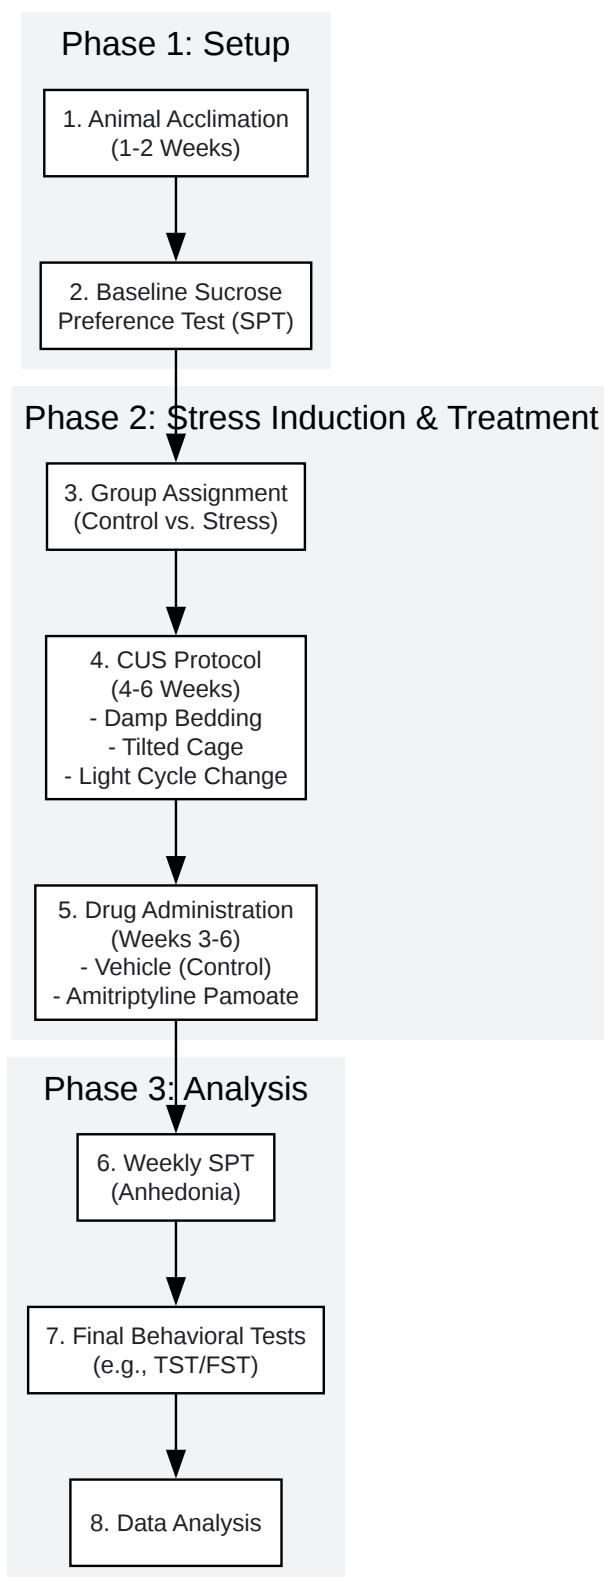 Phase 1: Setup
1. Animal Acclimation
(1-2 Weeks)
2. Baseline Sucrose
Preference Test (SPT)
Phase 2: Stress Induction & Treatment
3. Group Assignment
(Control vs. Stress)
4. CUS Protocol
(4-6 Weeks)
- Damp Bedding
- Tilted Cage
- Light Cycle Change
5. Drug Administration
(Weeks 3-6)
- Vehicle (Control)
- Amitriptyline Pamoate
Phase 3: Analysis
6. Weekly SPT
(Anhedonia)
7. Final Behavioral Tests
(e.g., TST/FST)
8. Data Analysis